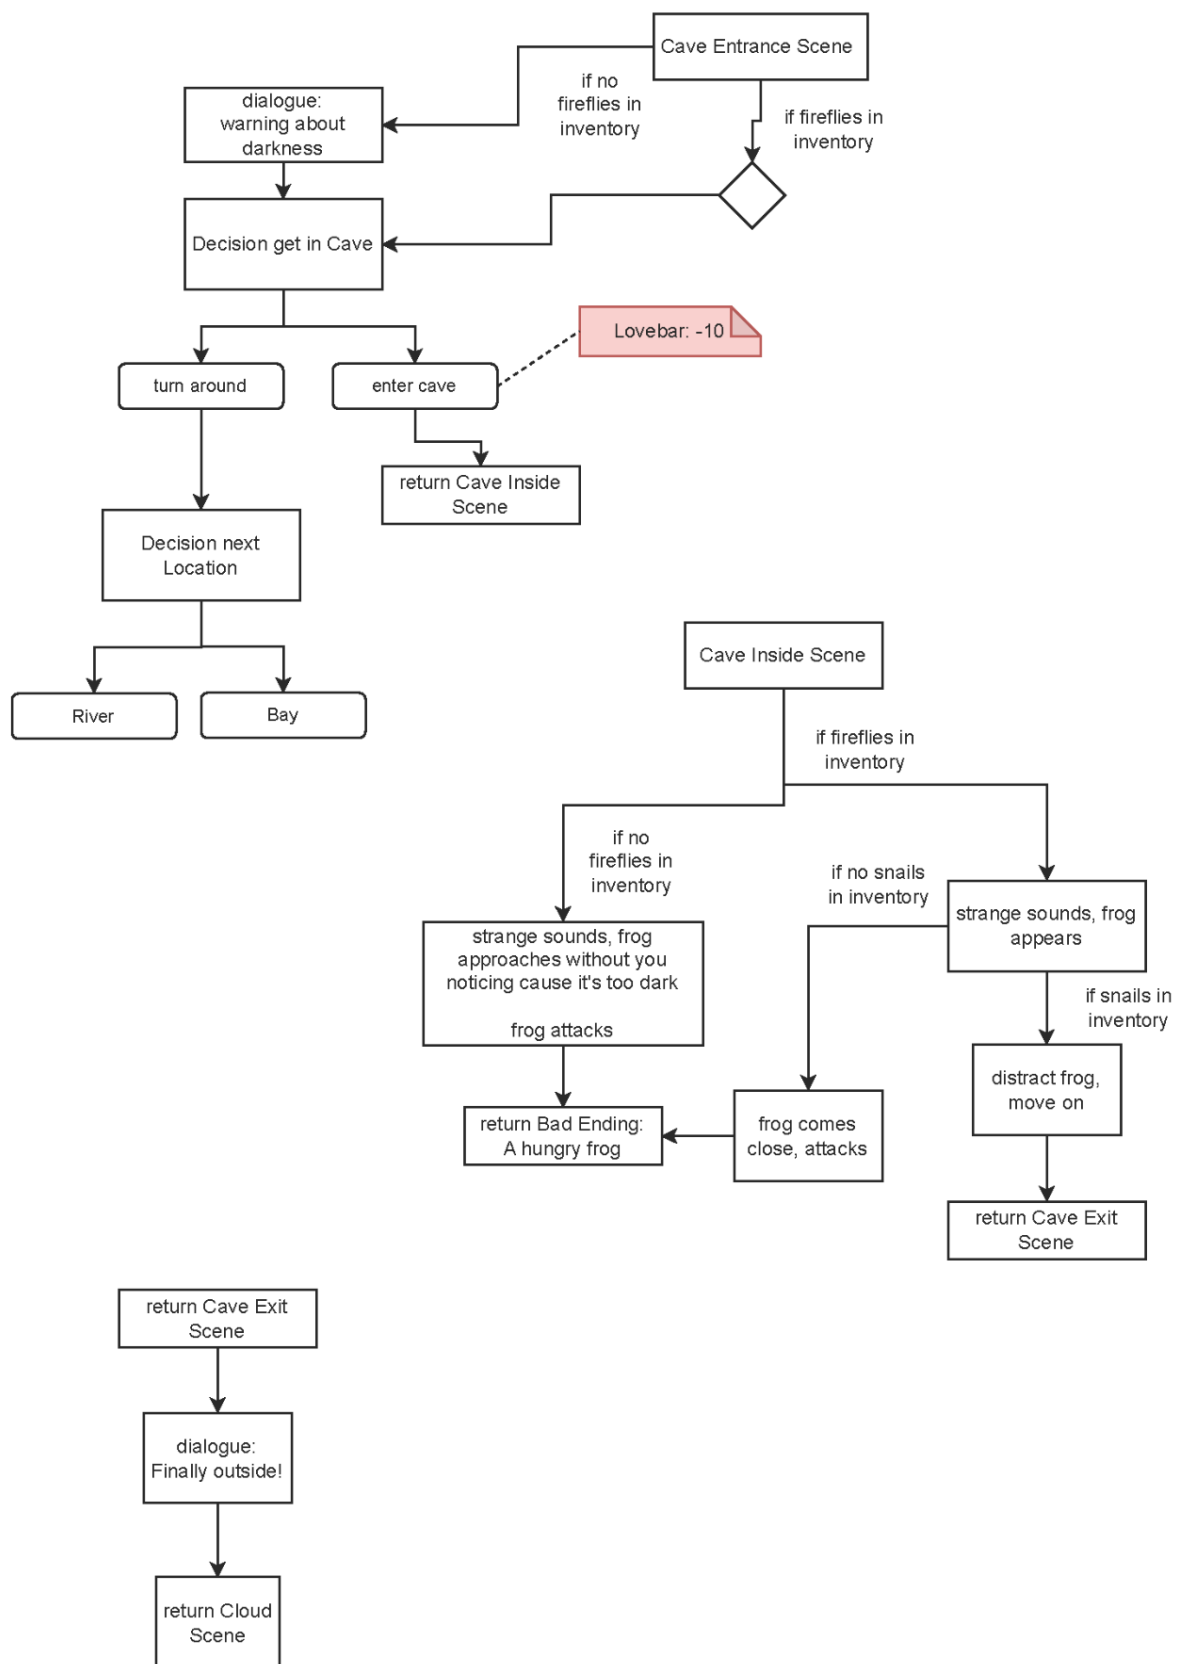 Cave Entrance Scene
if no
fireflies in
inventory
if fireflies in
inventory
dialogue:
warning about
darkness
Decision get in Cave
Lovebar: -10
turn around
enter cave
return Cave Inside
Scene
Decision next
Location
River
Bay
Cave Inside Scene
if fireflies in
inventory
if no
fireflies in
inventory
if no snails
in inventory
strange sounds, frog
appears
strange sounds, frog
approaches without you
noticing cause it's too dark
frog attacks
if snails in
inventory
distract frog,
move on
return Bad Ending:
A hungry frog
frog comes
close, attacks
return Cave Exit
Scene
return Cave Exit
Scene
dialogue:
Finally outside!
return Cloud
Scene